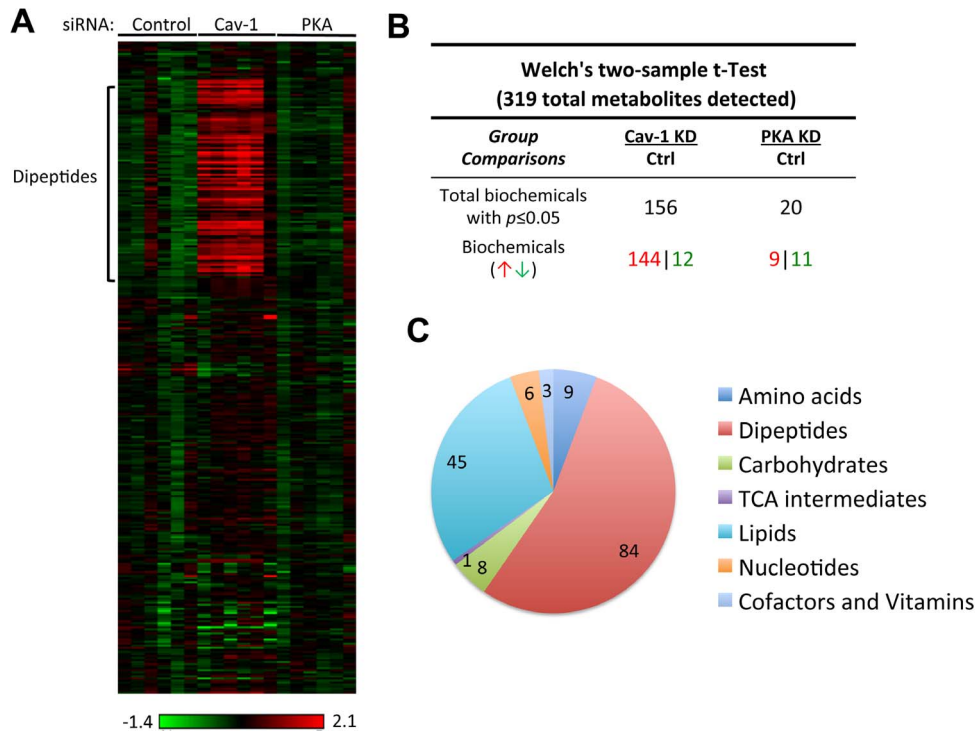 A
siRNA: Control Cav-1 PKA
Dipeptides
-1.4 2.1
B
Welch's two-sample t-Test
(319 total metabolites detected)
Group Comparisons
Cav-1 KD
Ctrl
PKA KD
Ctrl
Total biochemicals
with p≤0.05
156 20
Biochemicals
(↑↓)
144|12 9|11
C
9
84
8
1
45
6
3
Amino acids
Dipeptides
Carbohydrates
TCA intermediates
Lipids
Nucleotides
Cofactors and Vitamins